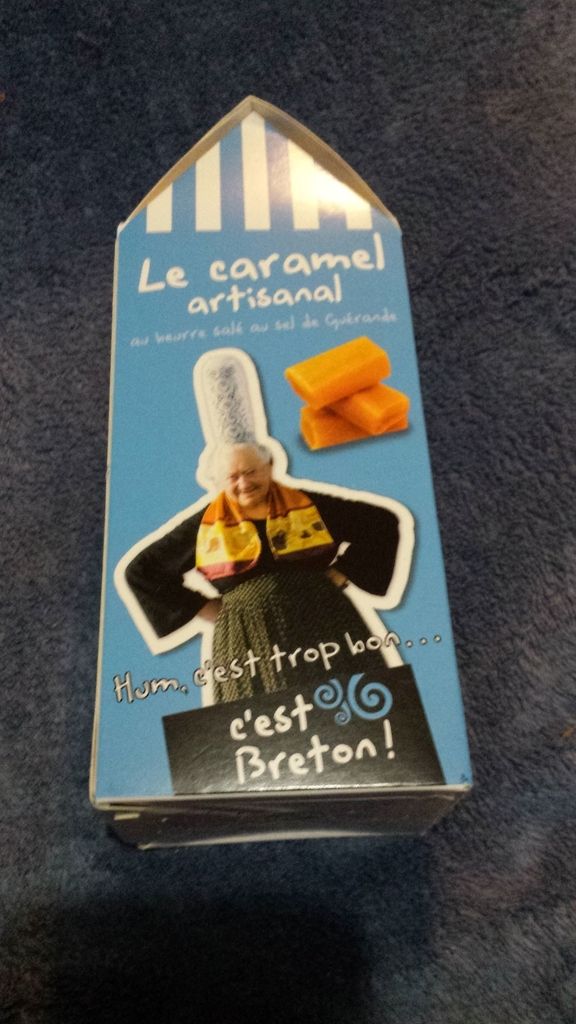 Le caramel
artisanal
au beurre salé au sel de Guérande
Hum, c'est trop bon...
c'est
Breton!